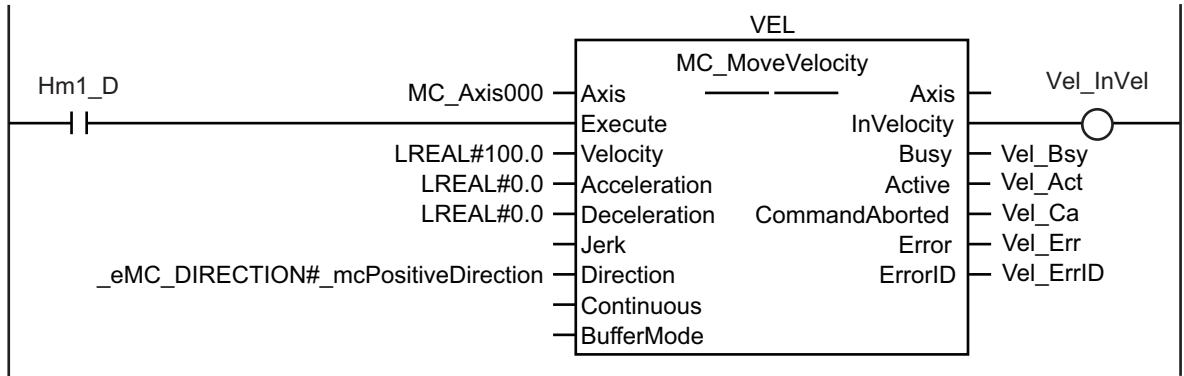 VEL
MC_MoveVelocity
Hm1_D
Vel_InVel
MC_Axis000 Axis Axis
Execute InVelocity
LREAL#100.0 Velocity Busy Vel_Bsy
LREAL#0.0 Acceleration Active Vel_Act
LREAL#0.0 Deceleration CommandAborted Vel_Ca
Jerk Error Vel_Err
_eMC_DIRECTION#_mcPositiveDirection Direction ErrorID Vel_ErrID
Continuous
BufferMode